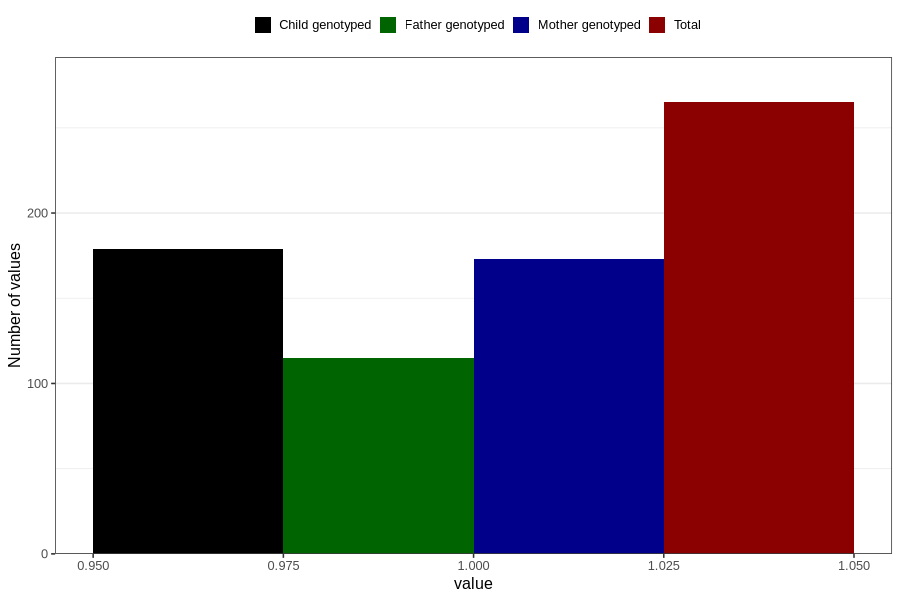 Child genotyped Father genotyped Mother genotyped Total
Number of values
200
100
0
0.950 0.975 1.000 1.025 1.050
value